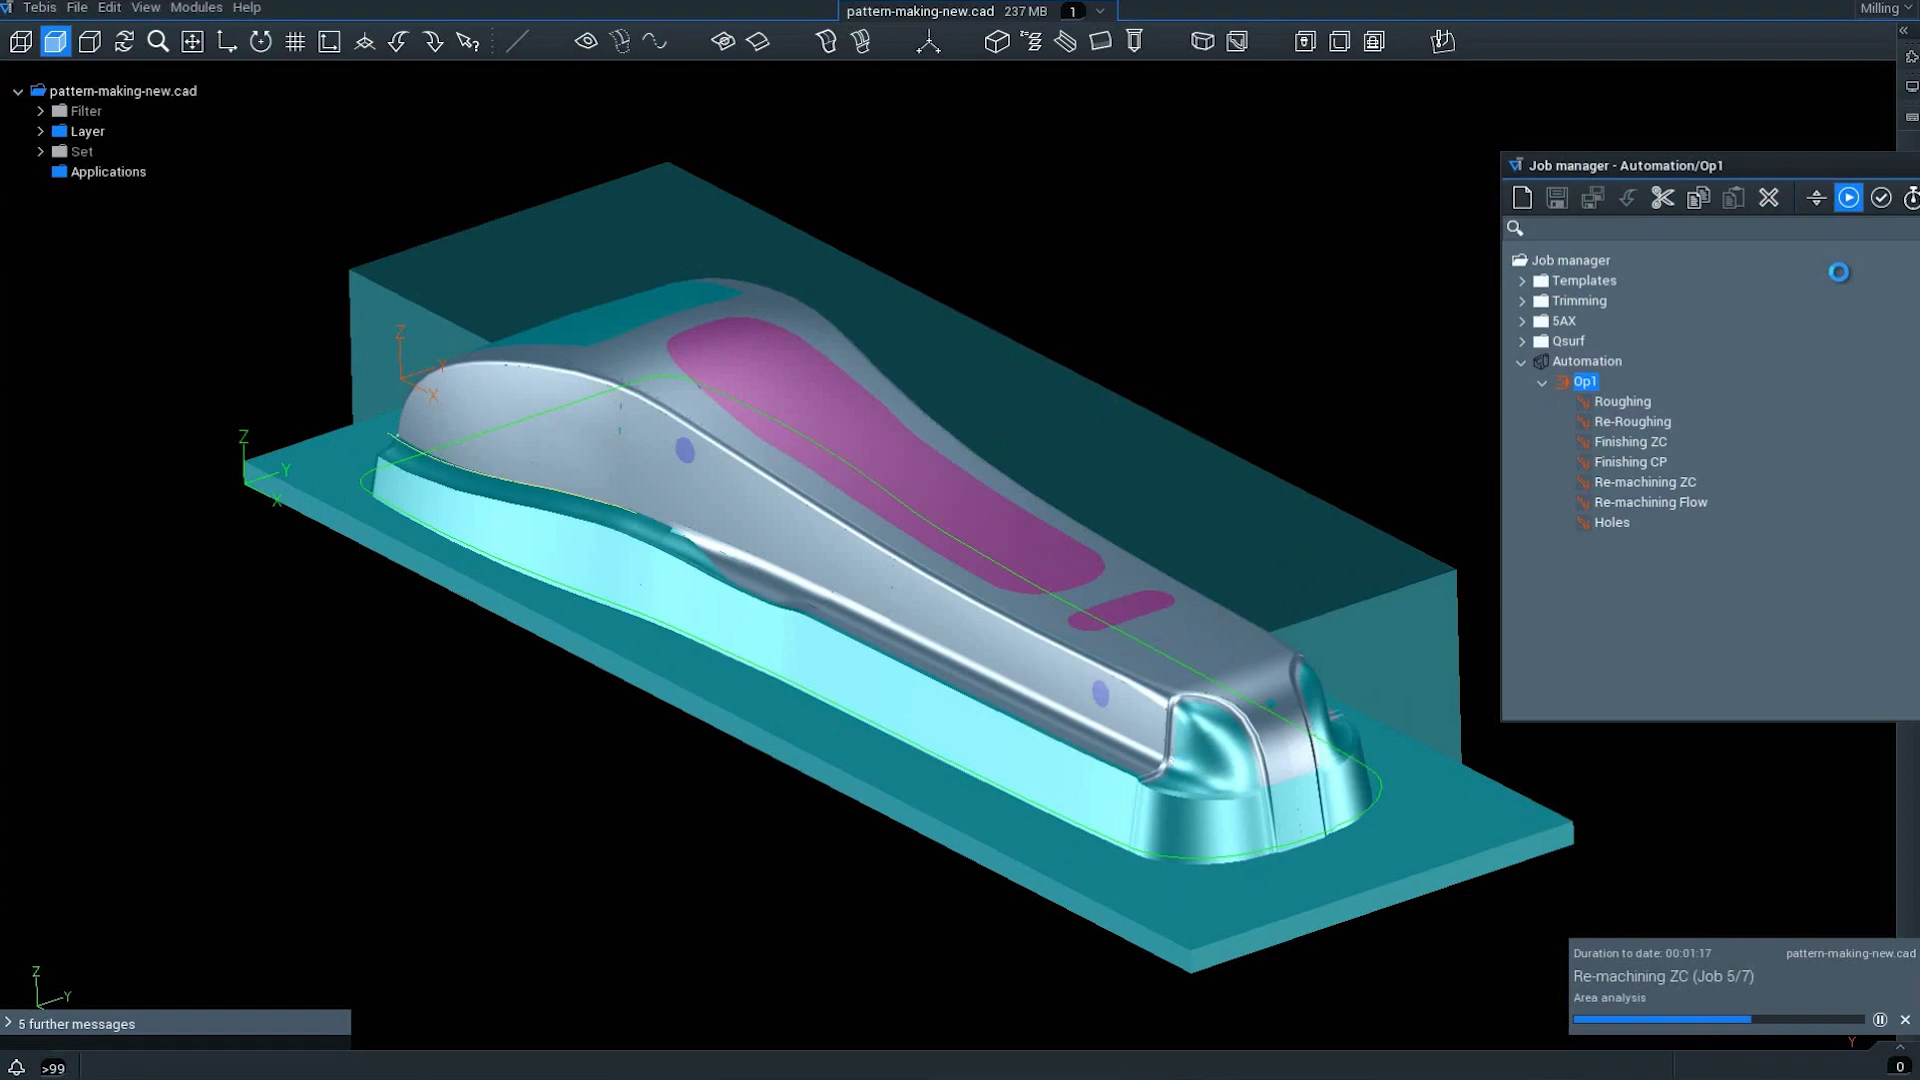 Tebis File Edit View Modules Help
pattern-making-new.cad 237 MB 1
Milling
pattern-making-new.cad
Filter
Layer
Set
Applications
Job manager - Automation/Op1
Job manager
Templates
Trimming
5AX
Qsurf
Automation
Op1
Roughing
Re-Roughing
Finishing ZC
Finishing CP
Re-machining ZC
Re-machining Flow
Holes
Z
Y
X
Z
Y
X
Duration to date: 00:01:17 pattern-making-new.cad
Re-machining ZC (Job 5/7)
Area analysis
Z
Y
5 further messages
Y
>99
0